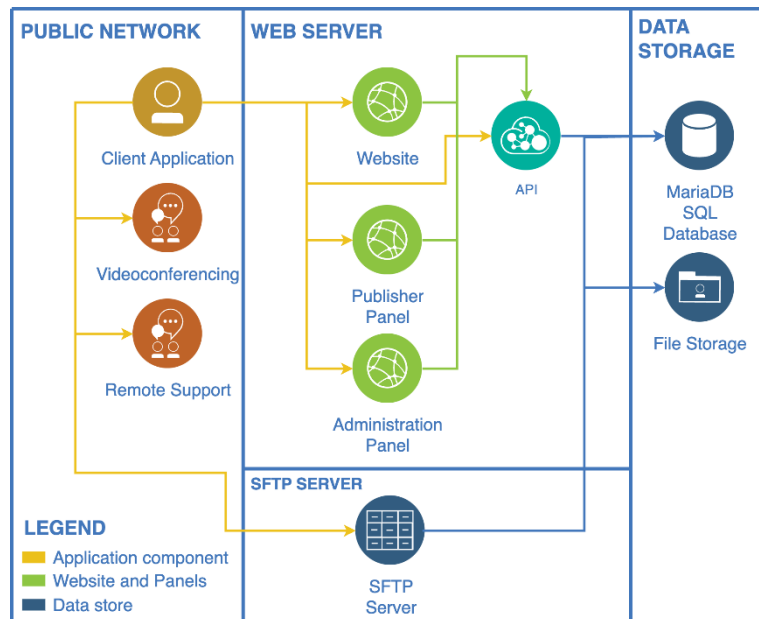 PUBLIC NETWORK
WEB SERVER
DATA
STORAGE
Client Application
Website
API
MariaDB
SQL
Database
Videoconferencing
Publisher
Panel
File Storage
Remote Support
Administration
Panel
SFTP SERVER
SFTP
Server
LEGEND
Application component
Website and Panels
Data store